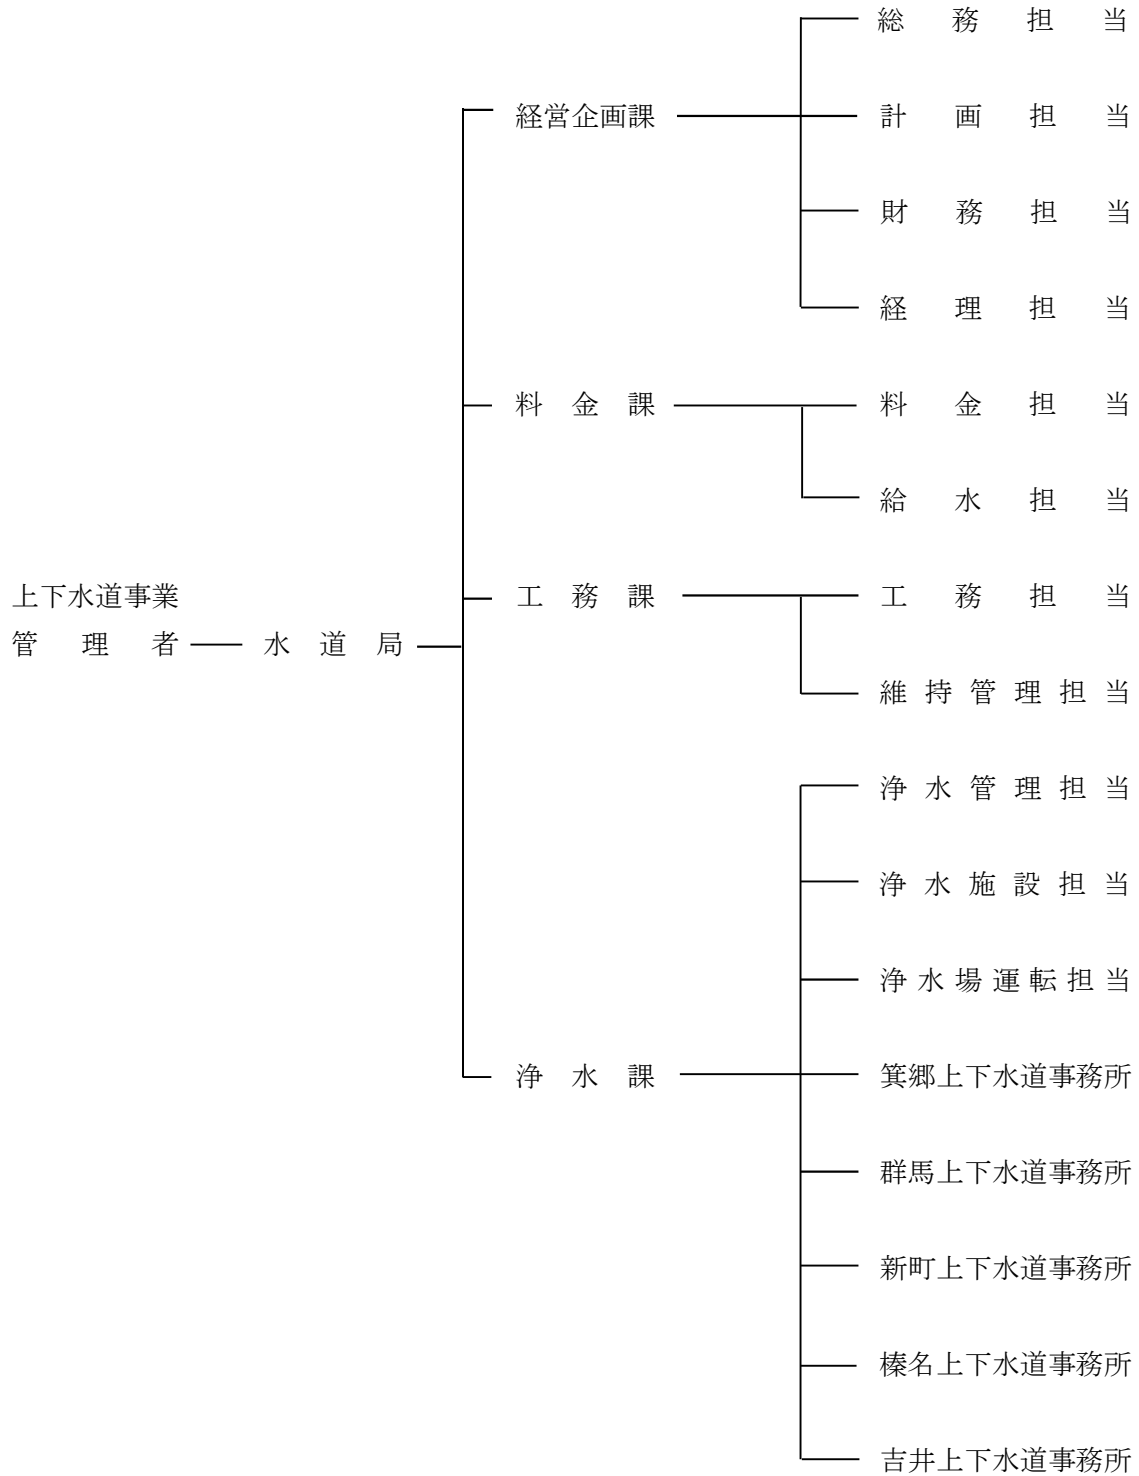 総務担当
経営企画課
計画担当
財務担当
経理担当
料金課
料金担当
給水担当
上下水道事業
管理者
水道局
工務課
工務担当
維持管理担当
浄水管理担当
浄水施設担当
浄水場運転担当
浄水課
箕郷上下水道事務所
群馬上下水道事務所
新町上下水道事務所
榛名上下水道事務所
吉井上下水道事務所